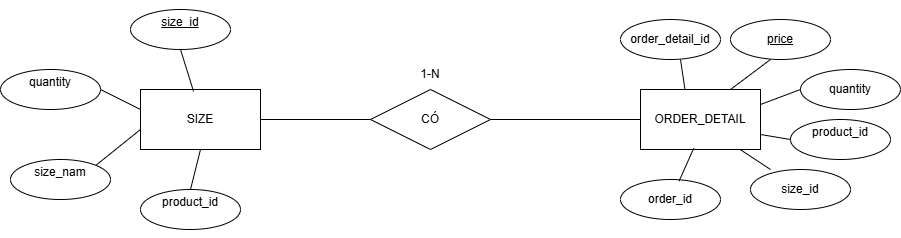 size_id
order_detail_id
price
quantity
1-N
quantity
SIZE
CÓ
ORDER_DETAIL
product_id
size_nam
product_id
order_id
size_id